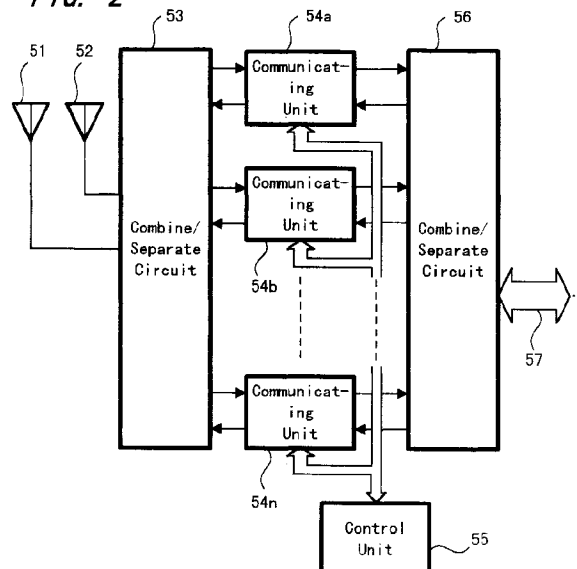 FIG. 2
53
54a
56
51
52
Communicat-
ing
Unit
Communicat-
ing
Unit
Combine/
Separate
Circuit
Combine/
Separate
Circuit
54b
57
Communicat-
ing
Unit
54n
Control
Unit
55